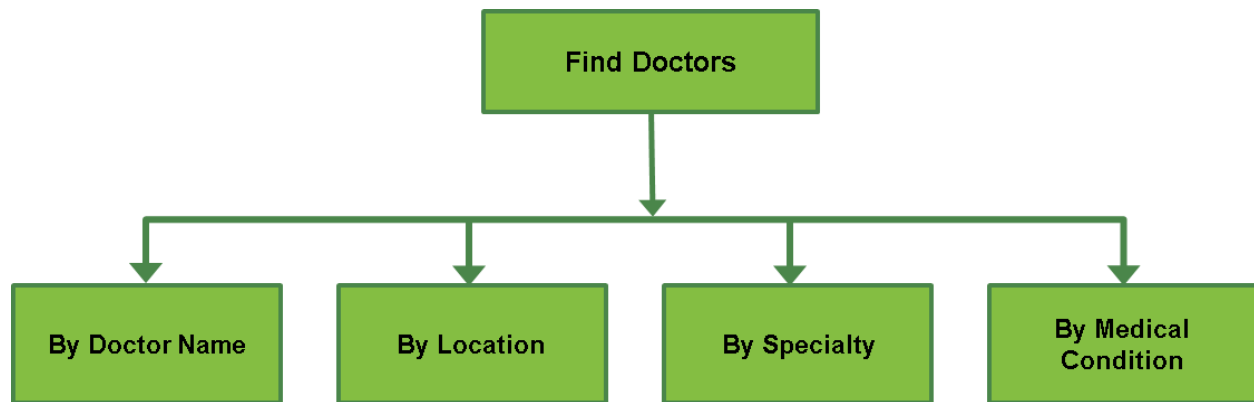 Find Doctors
By Doctor Name
By Location
By Specialty
By Medical
Condition